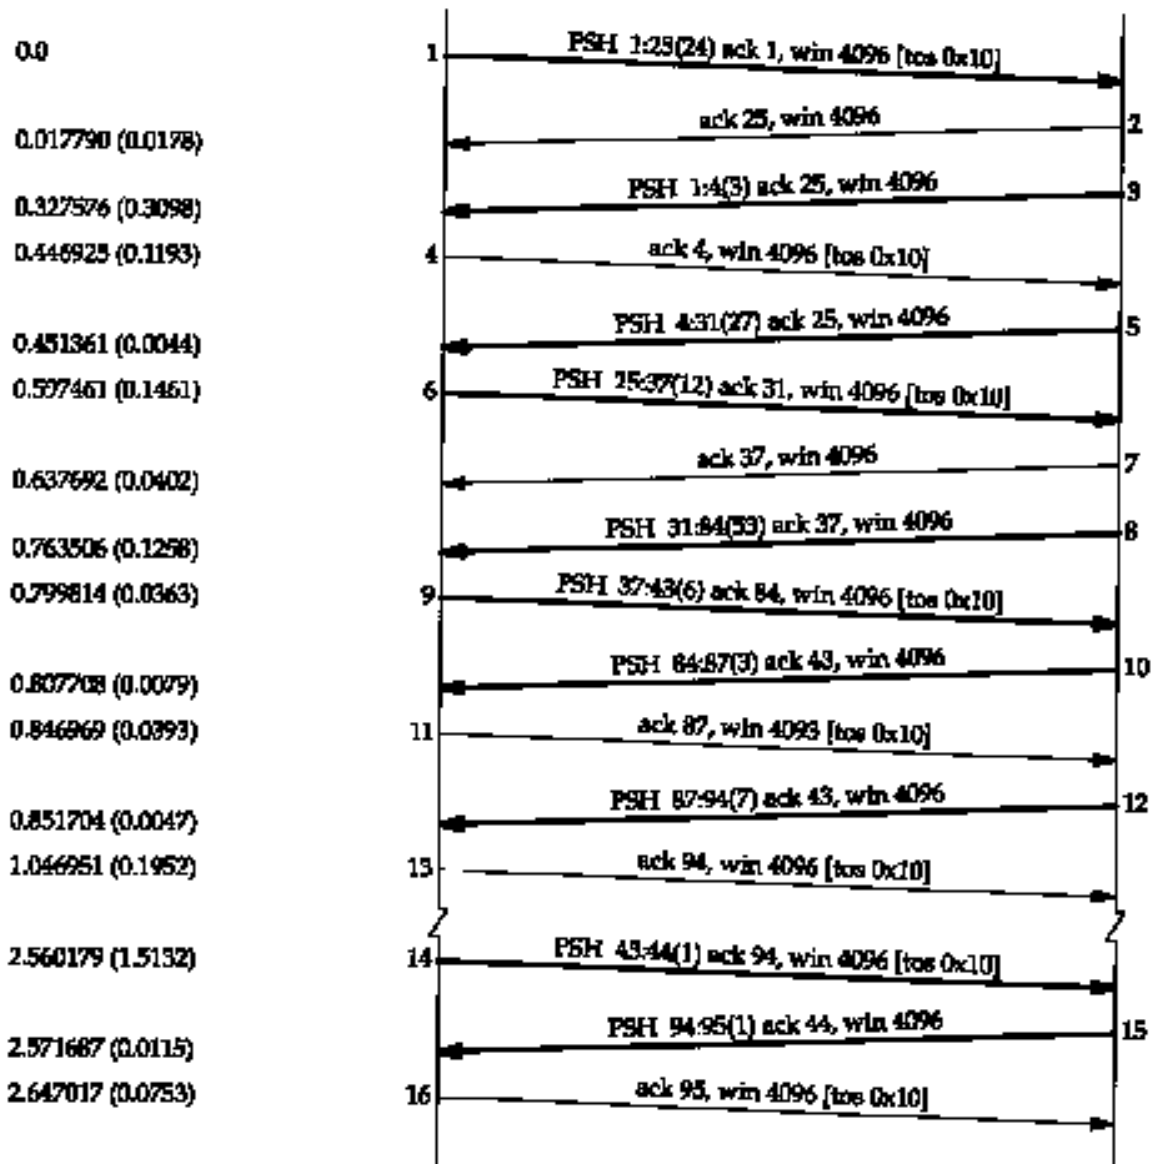 0.0 1 PSH 1:25(24) ack 1, win 4096 [tos 0x10]
0.017790 (0.0178) ack 25, win 4096 2
0.327576 (0.3098) PSH 1:4(3) ack 25, win 4096 3
0.446925 (0.1193) 4 ack 4, win 4096 [tos 0x10]
0.451361 (0.0044) PSH 4:31(27) ack 25, win 4096 5
0.597461 (0.1461) 6 PSH 25:37(12) ack 31, win 4096 [tos 0x10]
0.637692 (0.0402) ack 37, win 4096 7
0.763506 (0.1258) PSH 31:84(53) ack 37, win 4096 8
0.799814 (0.0363) 9 PSH 37:43(6) ack 84, win 4096 [tos 0x10]
0.807708 (0.0079) PSH 84:87(3) ack 43, win 4096 10
0.846969 (0.0393) 11 ack 87, win 4093 [tos 0x10]
0.851704 (0.0047) PSH 87:94(7) ack 43, win 4096 12
1.046951 (0.1952) 13 ack 94, win 4096 [tos 0x10]
2.560179 (1.5132) 14 PSH 43:44(1) ack 94, win 4096 [tos 0x10]
2.571687 (0.0115) PSH 94:95(1) ack 44, win 4096 15
2.647017 (0.0753) 16 ack 95, win 4096 [tos 0x10]